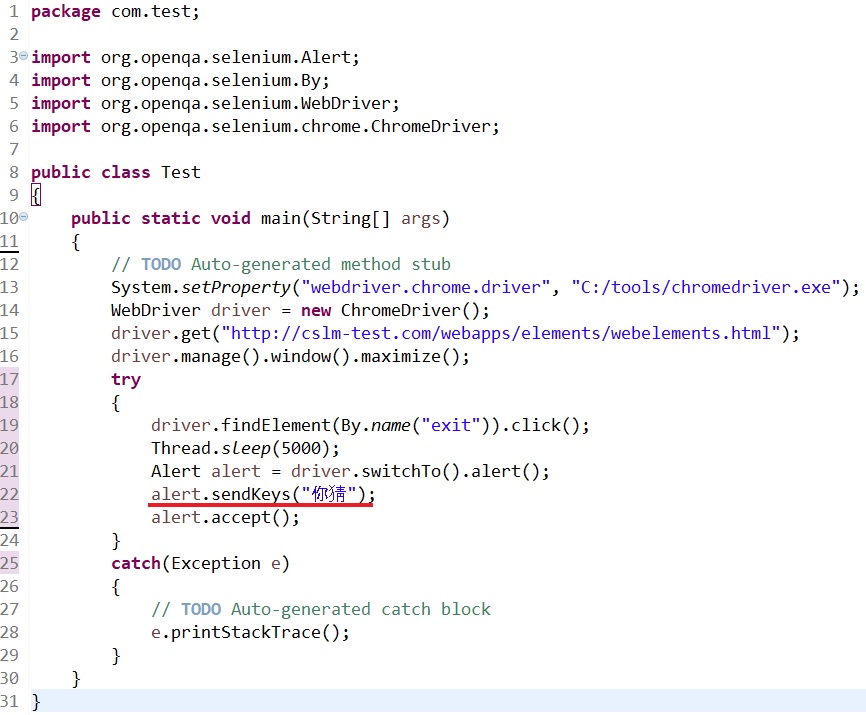 1 package com.test;
2
3 import org.openqa.selenium.Alert;
4 import org.openqa.selenium.By;
5 import org.openqa.selenium.WebDriver;
6 import org.openqa.selenium.chrome.ChromeDriver;
7
8 public class Test
9 {
10     public static void main(String[] args)
11     {
12         // TODO Auto-generated method stub
13         System.setProperty("webdriver.chrome.driver", "C:/tools/chromedriver.exe");
14         WebDriver driver = new ChromeDriver();
15         driver.get("http://cslm-test.com/webapps/elements/webelements.html");
16         driver.manage().window().maximize();
17         try
18         {
19             driver.findElement(By.name("exit")).click();
20             Thread.sleep(5000);
21             Alert alert = driver.switchTo().alert();
22             alert.sendKeys("你猜");
23             alert.accept();
24         }
25         catch(Exception e)
26         {
27             // TODO Auto-generated catch block
28             e.printStackTrace();
29         }
30     }
31 }